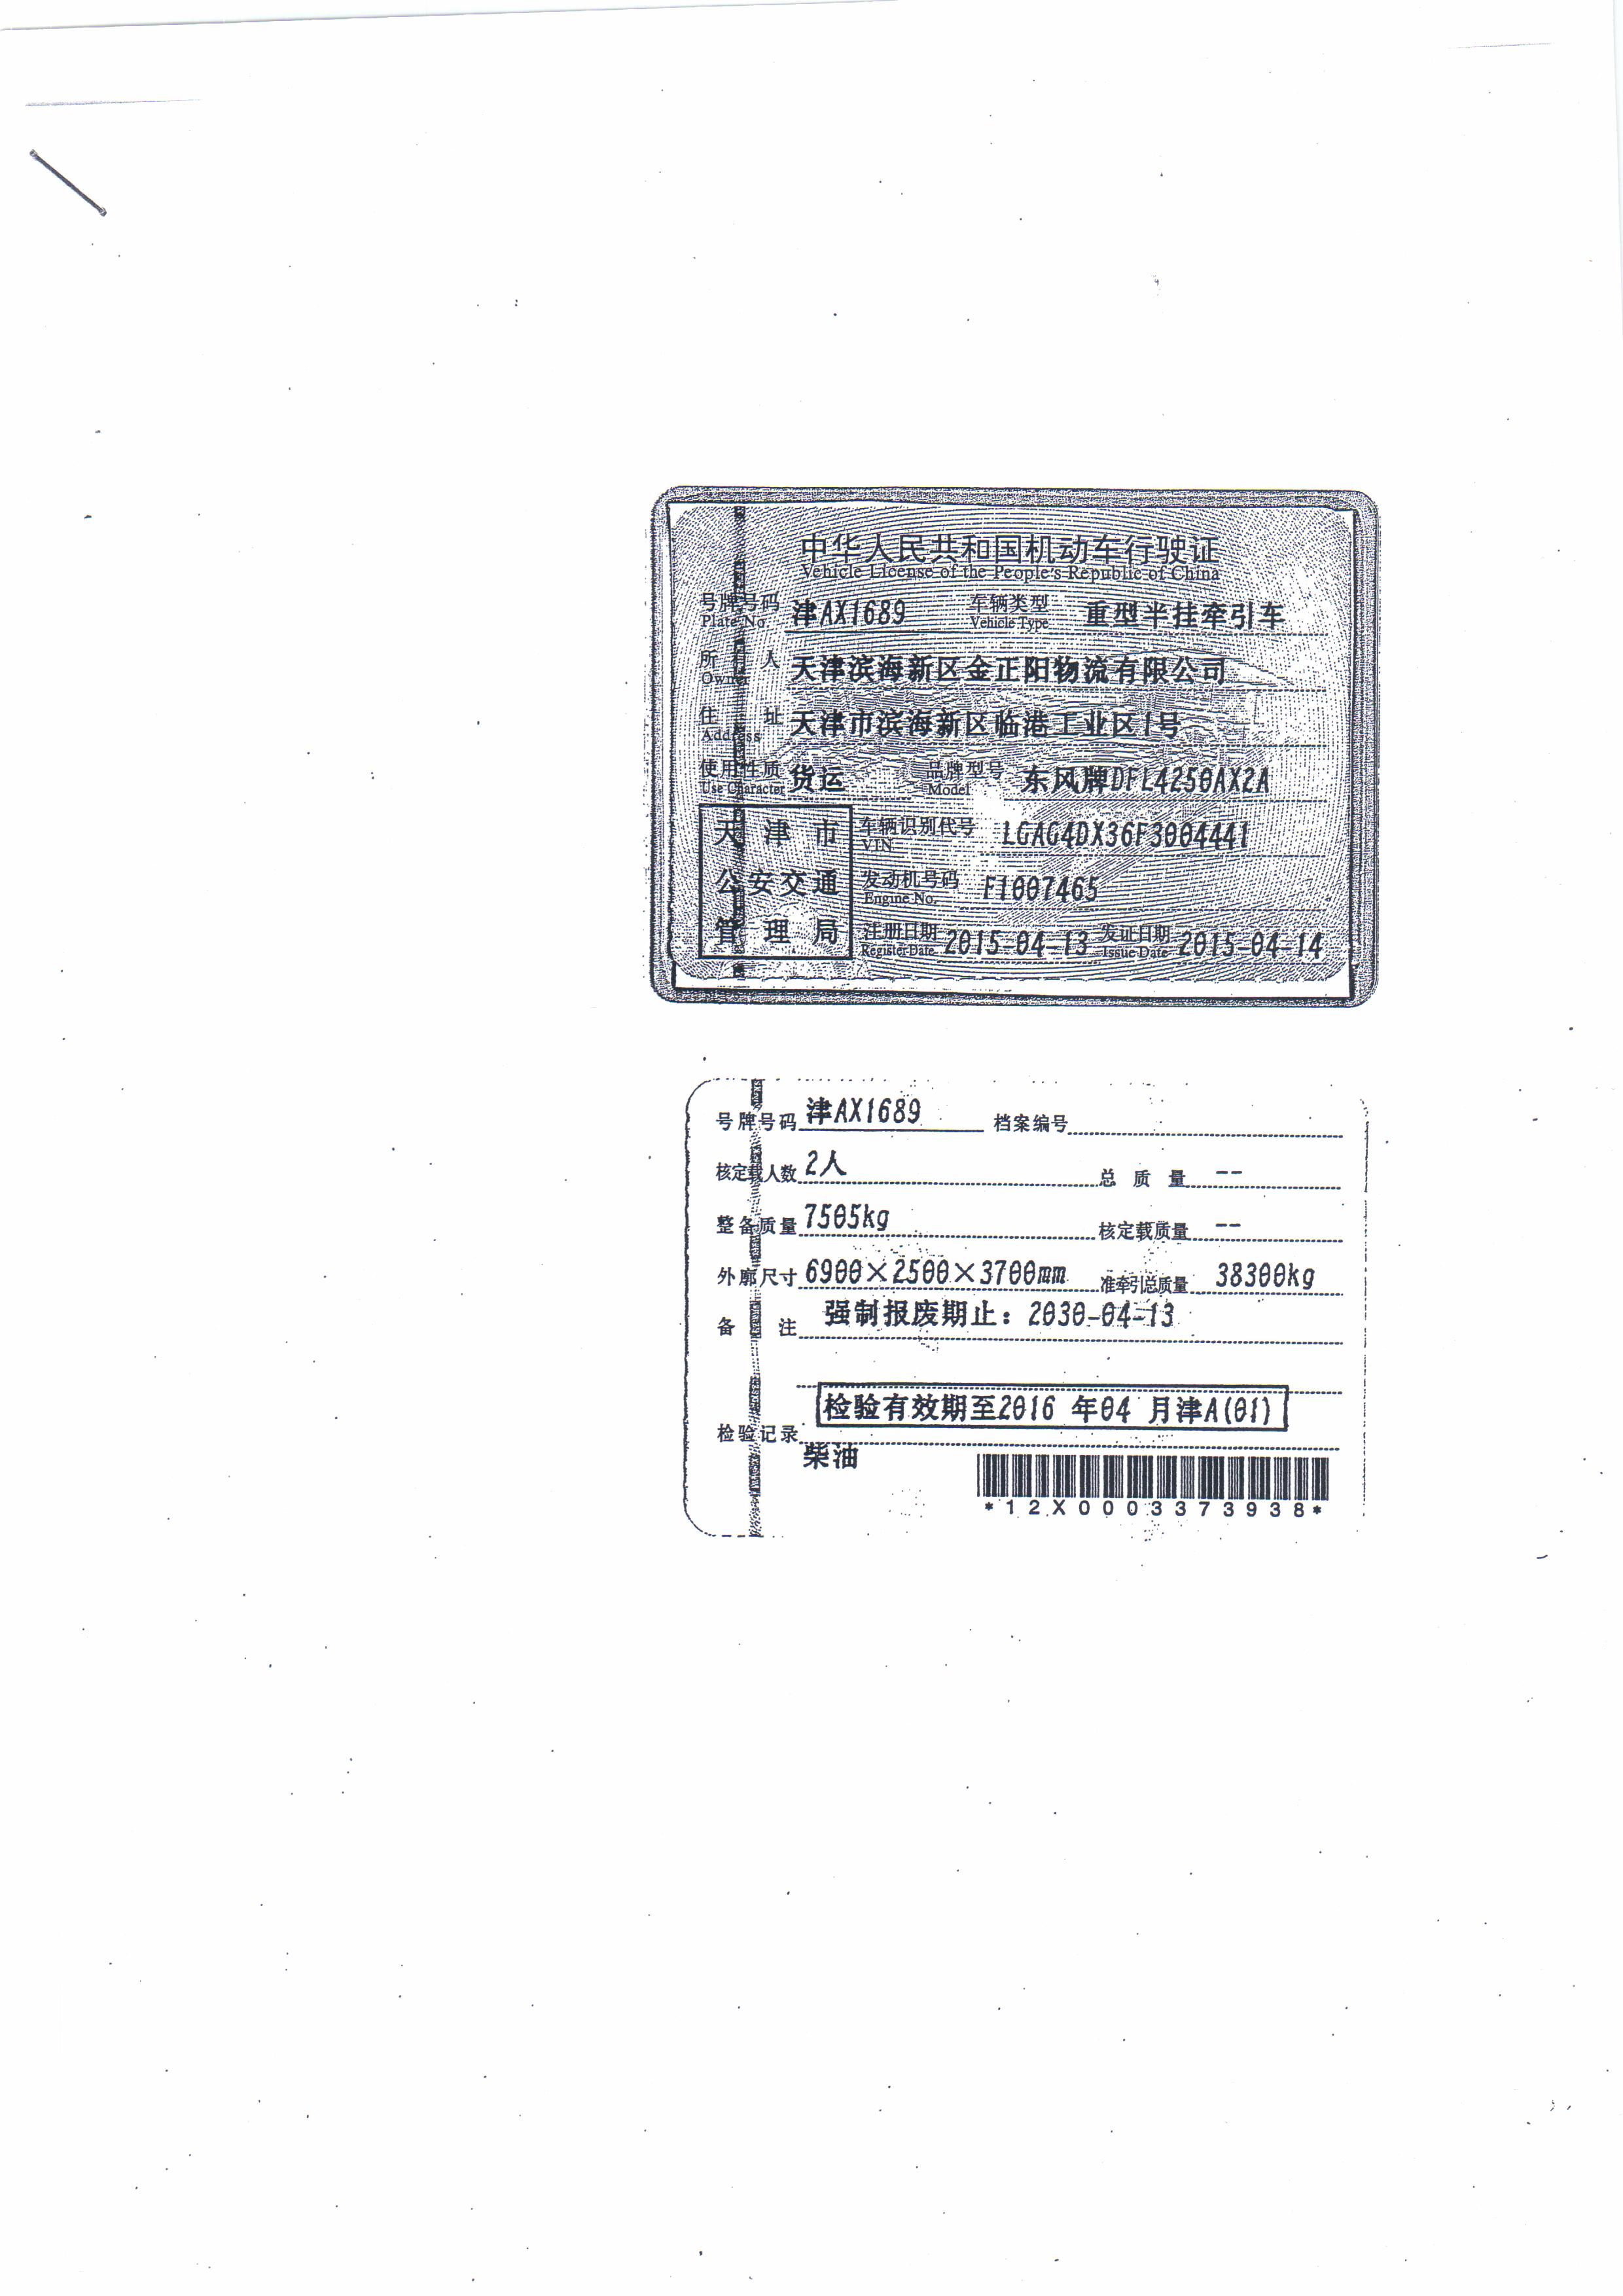 中华人民共和国机动车行驶证
Vehicle License of the People's Republic of China
号牌号码 津AX1689 车辆类型 重型半挂牵引车
Plate No. Vehicle Type
所有人 天津滨海新区金正阳物流有限公司
Owner
住址 天津市滨海新区临港工业区1号
Address
使用性质 货运 品牌型号 东风牌DFL4250AX2A
Use Character Model
天津市 车辆识别代号 LGAG4DX36F3004441
VIN
公安交通 发动机号码 F1007465
Engine No.
管理局 注册日期 2015-04-13 发证日期 2015-04-14
Register Date Issue Date
号牌号码 津AX1689 档案编号
核定载人数 2人 总质量 --
整备质量 7505kg 核定载质量 --
外廓尺寸 6900×2500×3700mm 准牵引总质量 38300kg
备注 强制报废期止：2030-04-13
检验有效期至2016 年04 月津A(01)
检验记录
柴油
*12X0003373938*